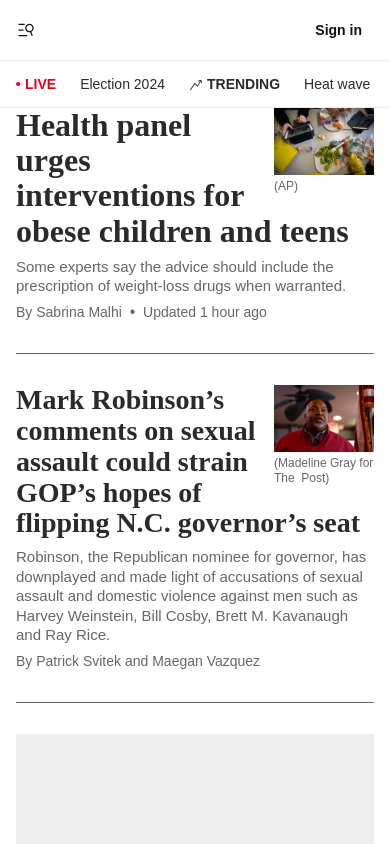 Sign in
LIVE
Election 2024
TRENDING
Heat wave
Health panel
urges
interventions for
obese children and teens
(AP)
Some experts say the advice should include the
prescription of weight-loss drugs when warranted.
By Sabrina Malhi • Updated 1 hour ago
Mark Robinson’s
comments on sexual
assault could strain
GOP’s hopes of
flipping N.C. governor’s seat
(Madeline Gray for
The Post)
Robinson, the Republican nominee for governor, has
downplayed and made light of accusations of sexual
assault and domestic violence against men such as
Harvey Weinstein, Bill Cosby, Brett M. Kavanaugh
and Ray Rice.
By Patrick Svitek and Maegan Vazquez